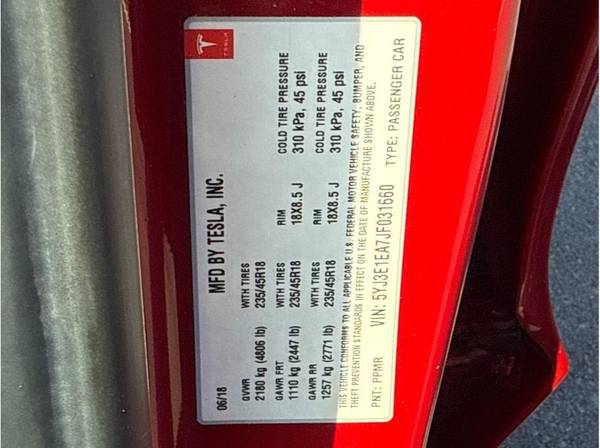 TESLA
06/18 MFD BY TESLA, INC.
GVWR WITH TIRES RIM COLD TIRE PRESSURE
2180 kg (4806 lb) 235/45R18 18X8.5 J 310 kPa, 45 psi
GAWR FRT WITH TIRES RIM COLD TIRE PRESSURE
1110 kg (2447 lb) 235/45R18 18X8.5 J 310 kPa, 45 psi
GAWR RR WITH TIRES
1257 kg (2771 lb) 235/45R18
THIS VEHICLE CONFORMS TO ALL APPLICABLE U.S. FEDERAL MOTOR VEHICLE SAFETY, BUMPER, AND
THEFT PREVENTION STANDARDS IN EFFECT ON THE DATE OF MANUFACTURE SHOWN ABOVE.
PNT: PPMR VIN: 5YJ3E1EA7JF031660 TYPE: PASSENGER CAR